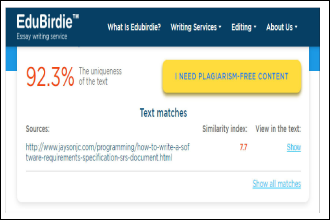 EduBirdie™
Essay writing service
What Is Edubirdie? Writing Services Editing About Us
92.3% The uniqueness
of the text
I NEED PLAGIARISM-FREE CONTENT
Text matches
Sources: Similarity index: View in the text:
http://www.jaysonjc.com/programming/how-to-write-a-sof 7.7 Show
tware-requirements-specification-srs-document.html
Show all matches